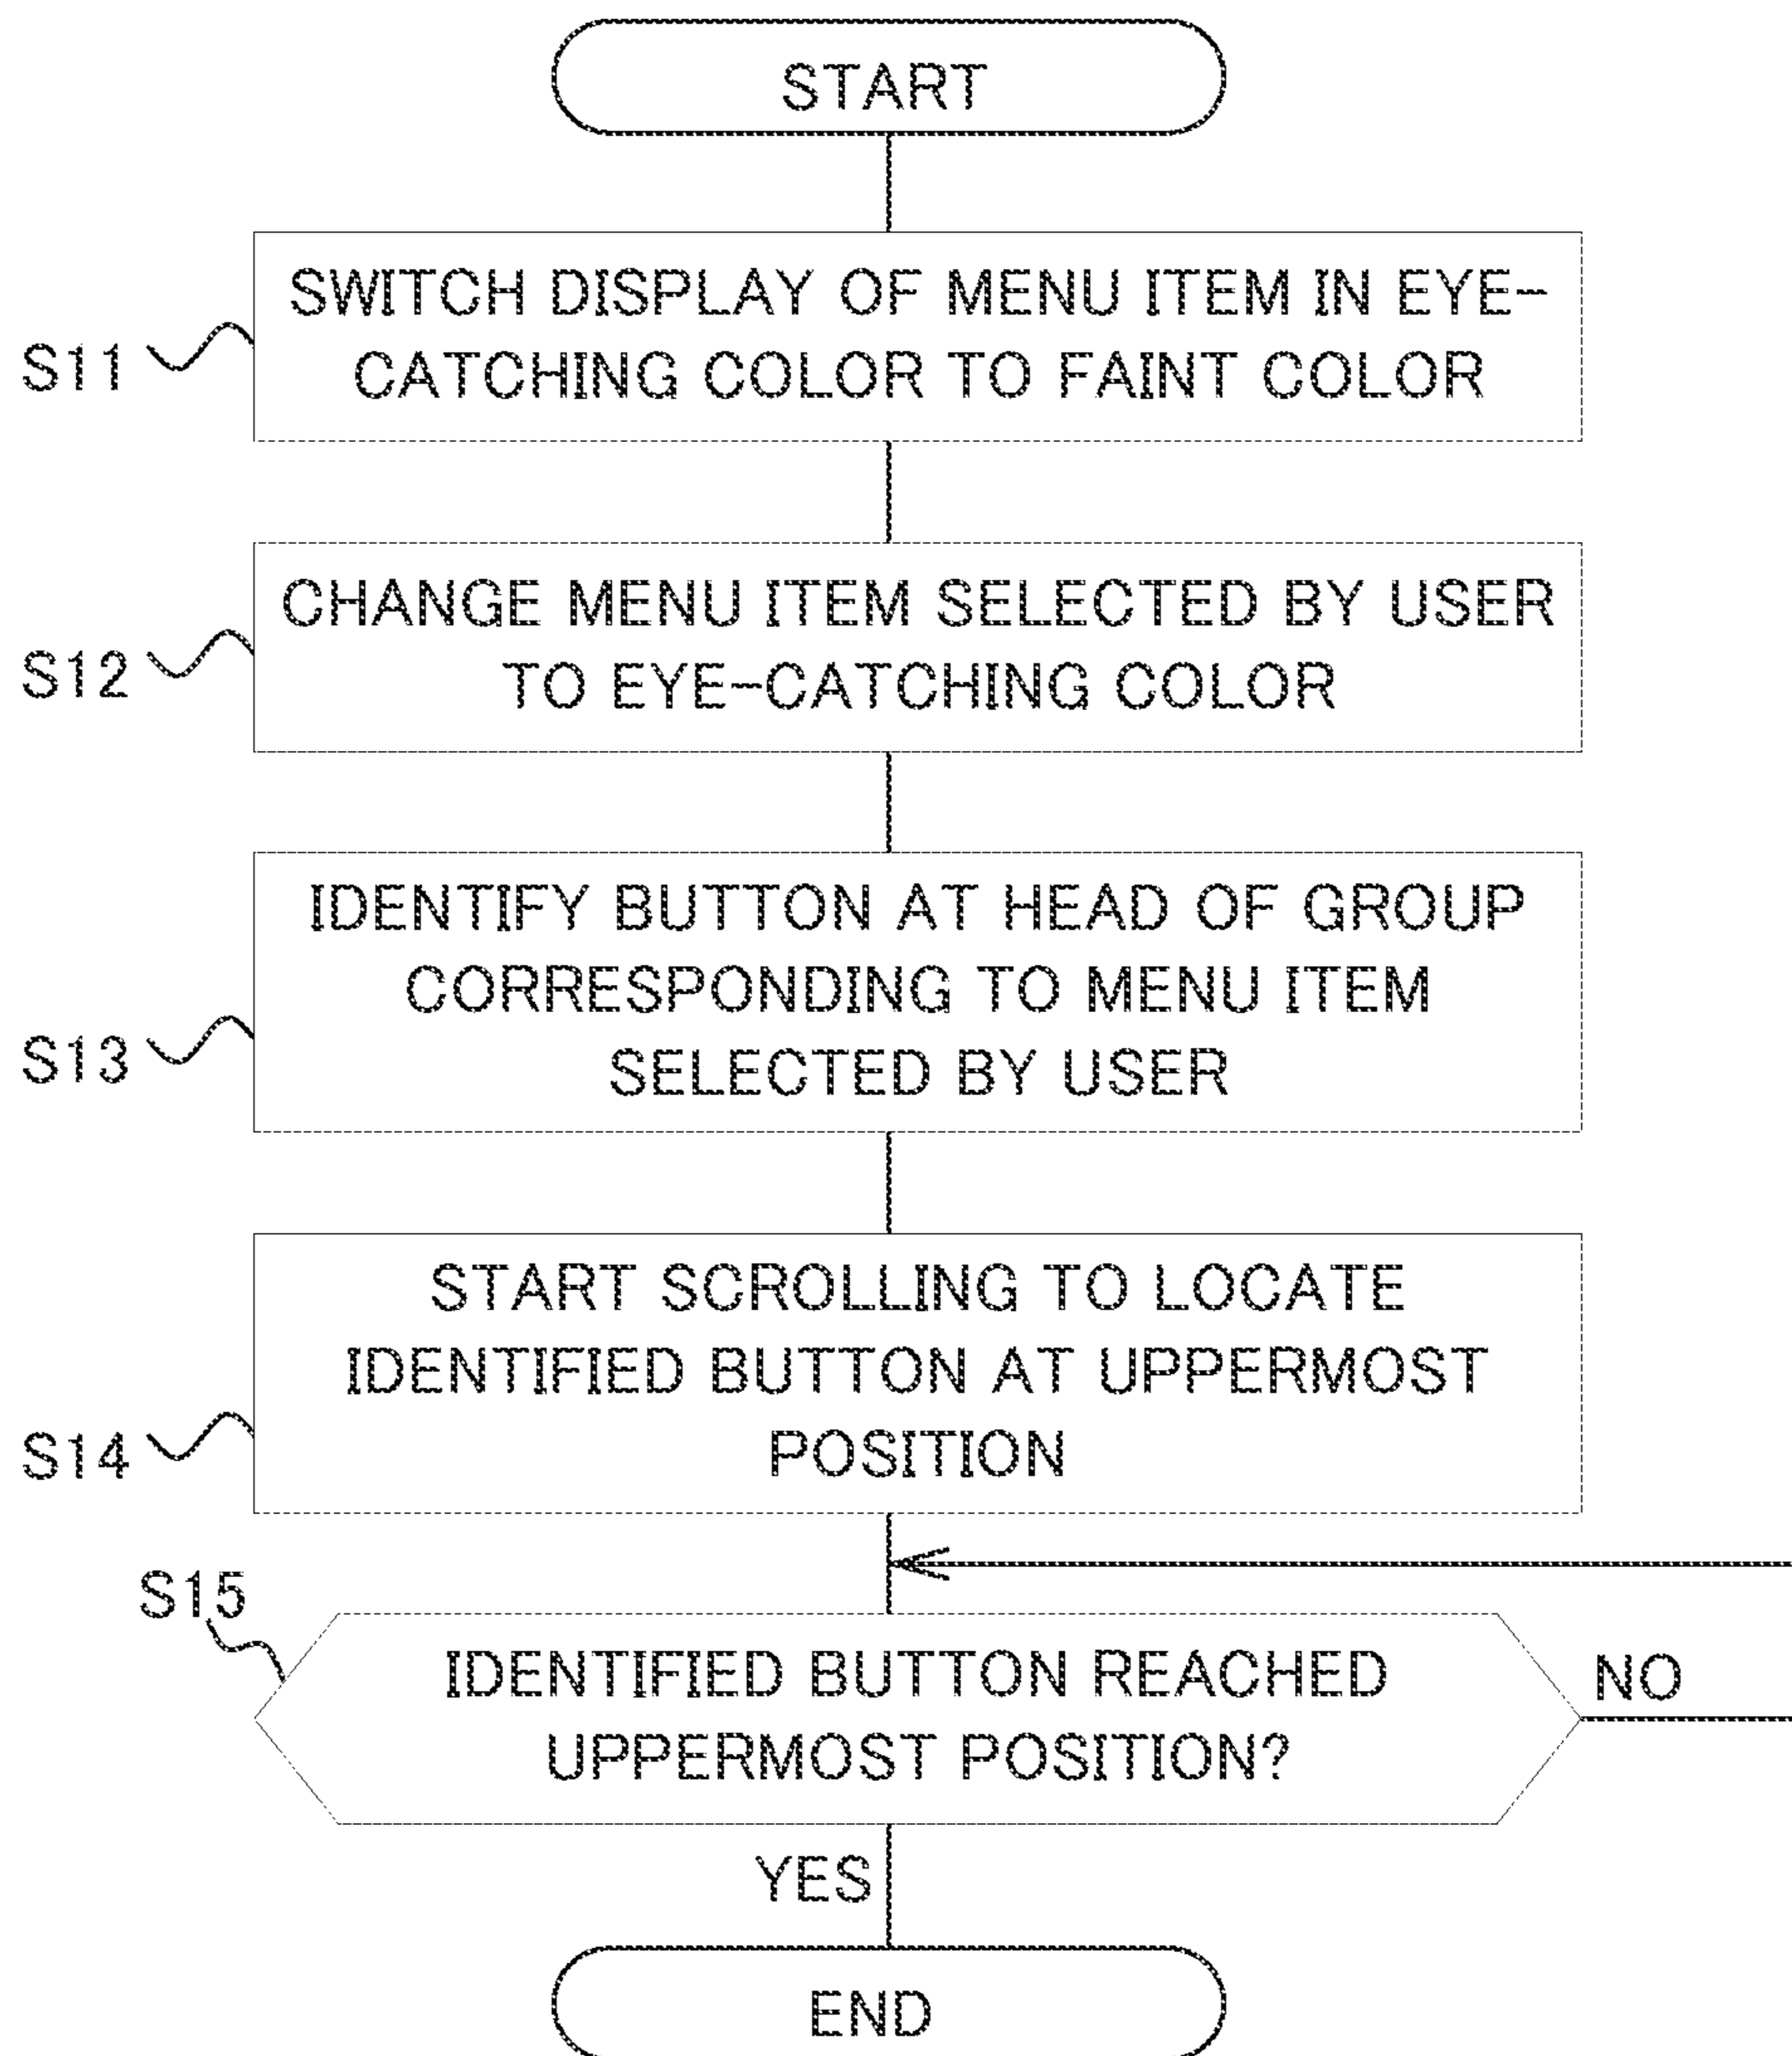 START
S11
SWITCH DISPLAY OF MENU ITEM IN EYE-
CATCHING COLOR TO FAINT COLOR
S12
CHANGE MENU ITEM SELECTED BY USER
TO EYE-CATCHING COLOR
S13
IDENTIFY BUTTON AT HEAD OF GROUP
CORRESPONDING TO MENU ITEM
SELECTED BY USER
S14
START SCROLLING TO LOCATE
IDENTIFIED BUTTON AT UPPERMOST
POSITION
S15
IDENTIFIED BUTTON REACHED
UPPERMOST POSITION?
NO
YES
END